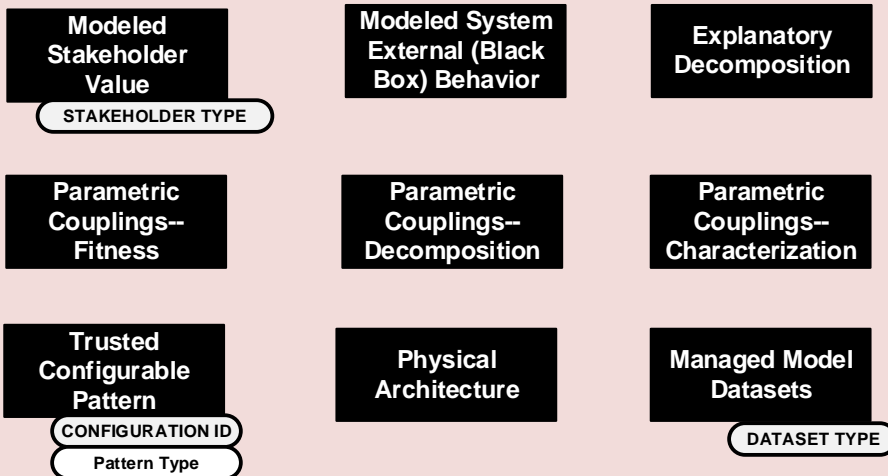 Modeled
Stakeholder
Value
STAKEHOLDER TYPE
Modeled System
External (Black
Box) Behavior
Explanatory
Decomposition
Parametric
Couplings--
Fitness
Parametric
Couplings--
Decomposition
Parametric
Couplings--
Characterization
Trusted
Configurable
Pattern
CONFIGURATION ID
Pattern Type
Physical
Architecture
Managed Model
Datasets
DATASET TYPE